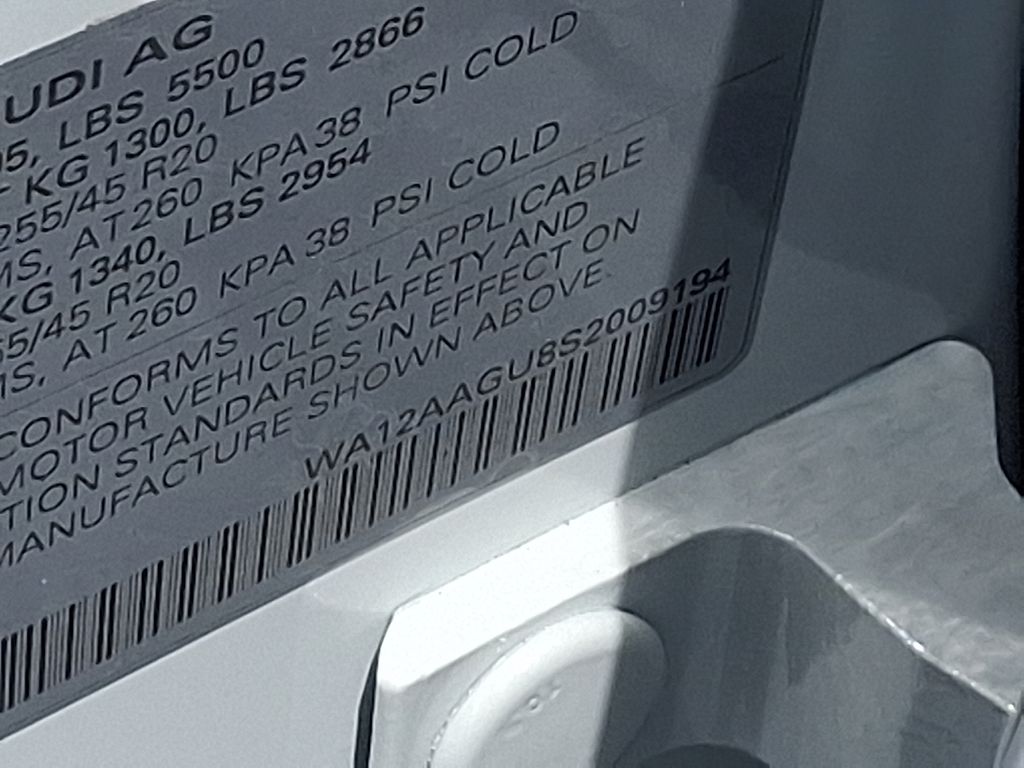 UDI AG
05, LBS 5500
KG 1300, LBS 2866
255/45 R20
MS, AT 260 KPA 38 PSI COLD
KG 1340, LBS 2954
55/45 R20
MS, AT 260 KPA 38 PSI COLD
CONFORMS TO ALL APPLICABLE
MOTOR VEHICLE SAFETY AND
TION STANDARDS IN EFFECT ON
MANUFACTURE SHOWN ABOVE.
WA12AAGU8S2009194